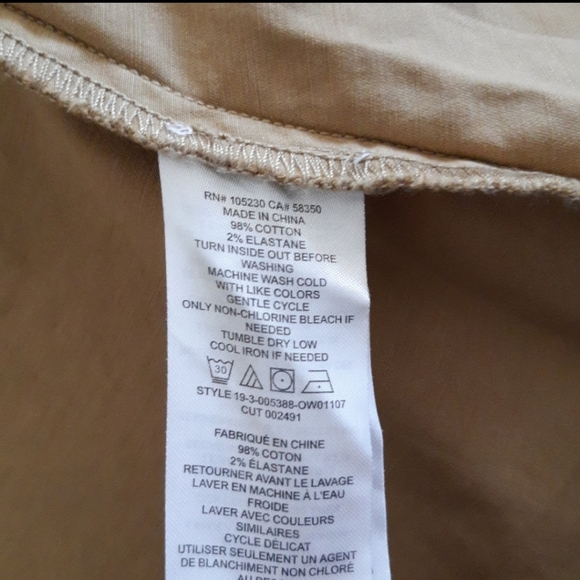 RN# 105230 CA# 58350
MADE IN CHINA
98% COTTON
2% ELASTANE
TURN INSIDE OUT BEFORE
WASHING
MACHINE WASH COLD
WITH LIKE COLORS
GENTLE CYCLE
ONLY NON-CHLORINE BLEACH IF
NEEDED
TUMBLE DRY LOW
COOL IRON IF NEEDED
30
STYLE 19-3-005388-OW01107
CUT 002491
FABRIQUÉ EN CHINE
98% COTON
2% ÉLASTANE
RETOURNER AVANT LE LAVAGE
LAVER EN MACHINE À L'EAU
FROIDE
LAVER AVEC COULEURS
SIMILAIRES
CYCLE DÉLICAT
UTILISER SEULEMENT UN AGENT
DE BLANCHIMENT NON CHLORÉ